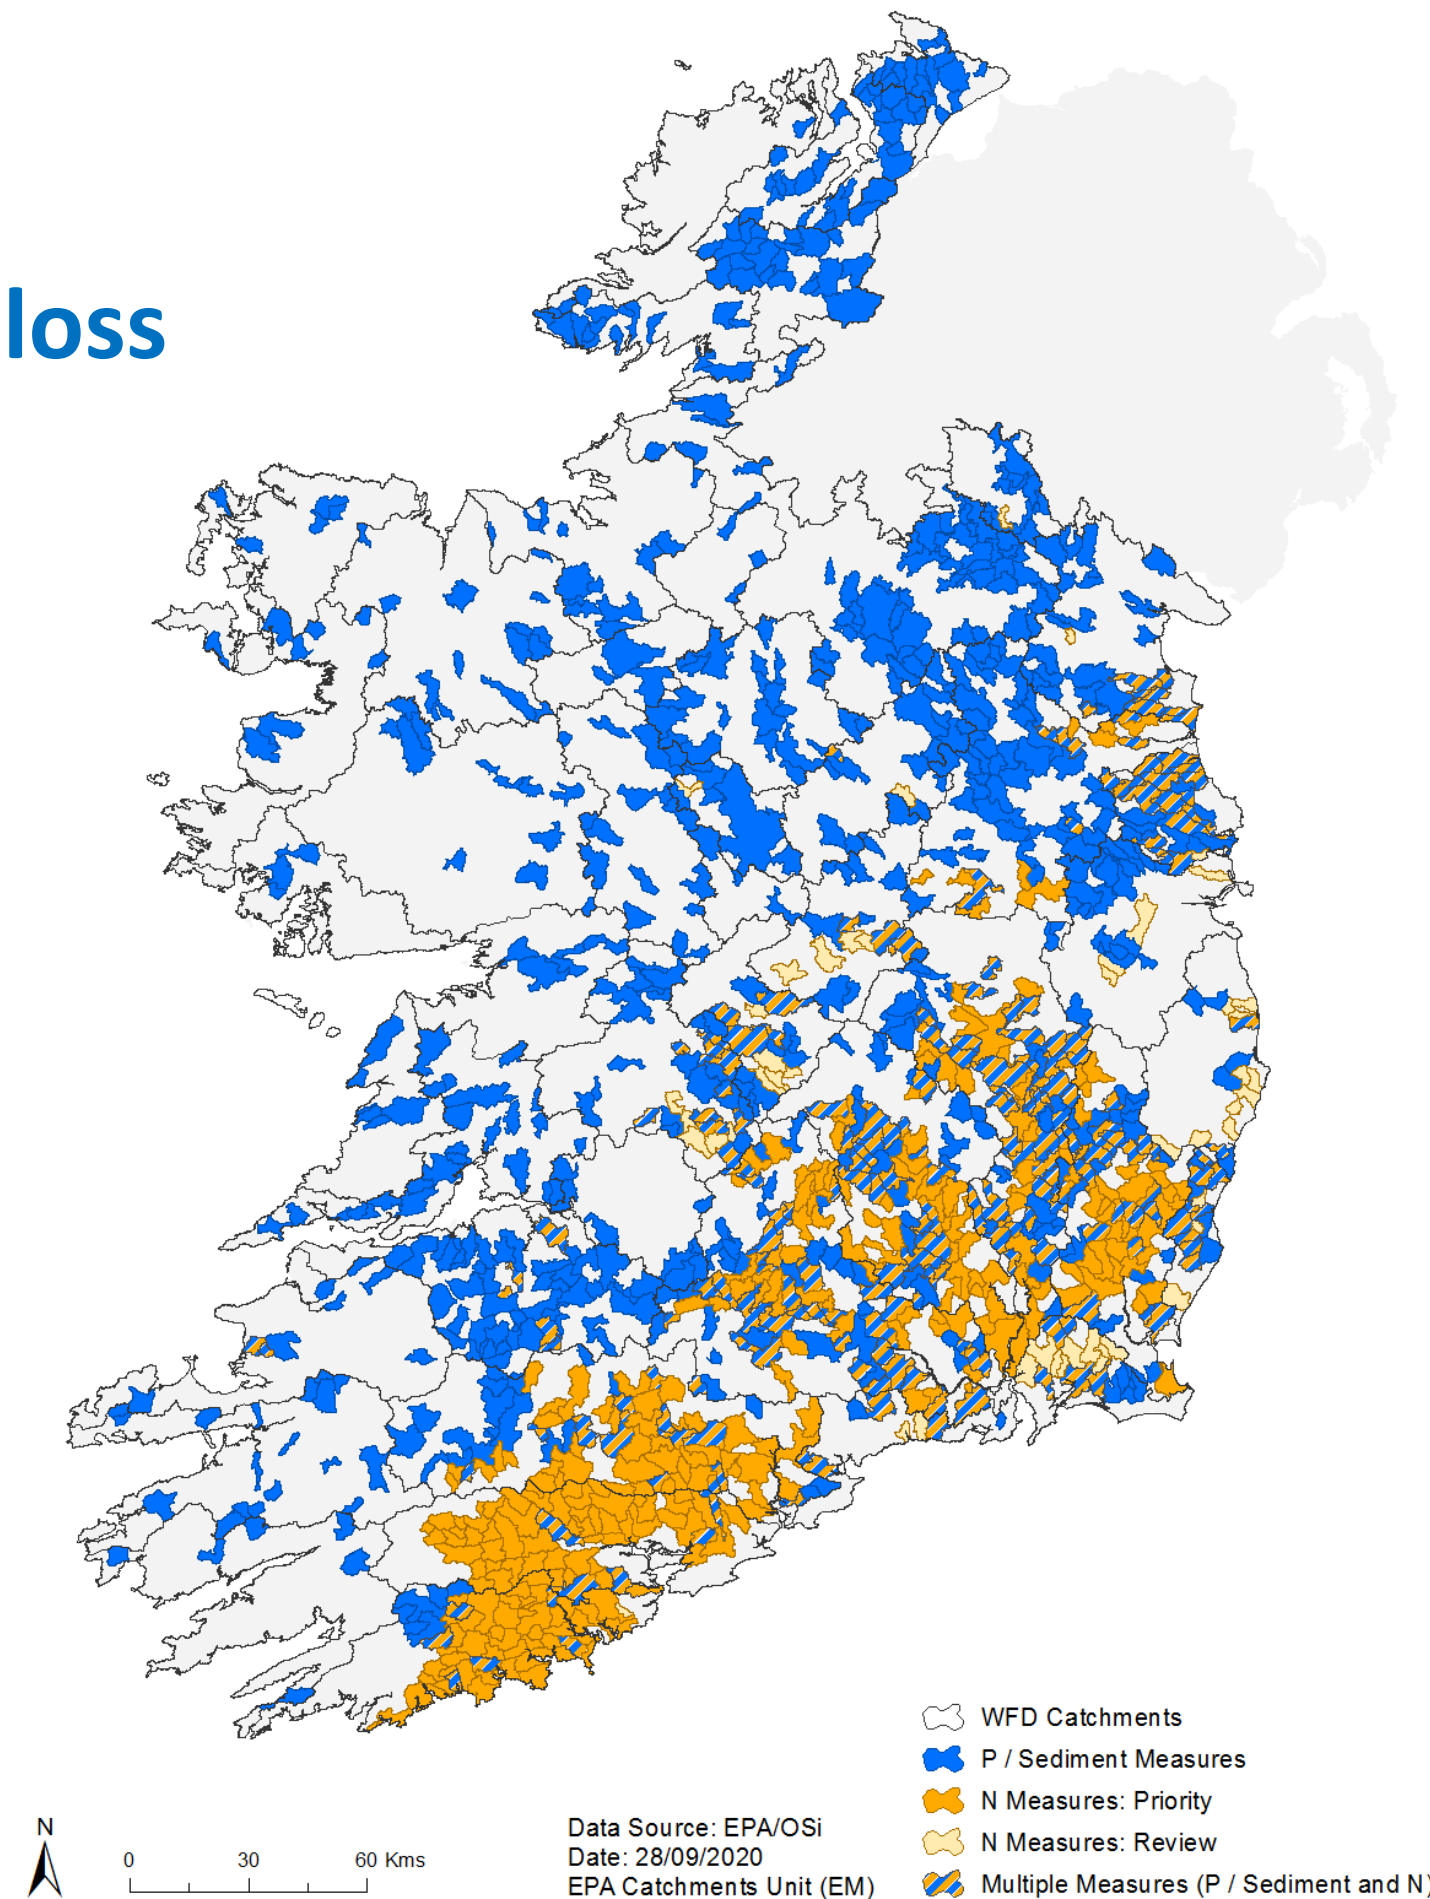 loss
WFD Catchments
P / Sediment Measures
N Measures: Priority
N Measures: Review
Multiple Measures (P / Sediment and N)
N
0 30 60 Kms
Data Source: EPA/OSi
Date: 28/09/2020
EPA Catchments Unit (EM)